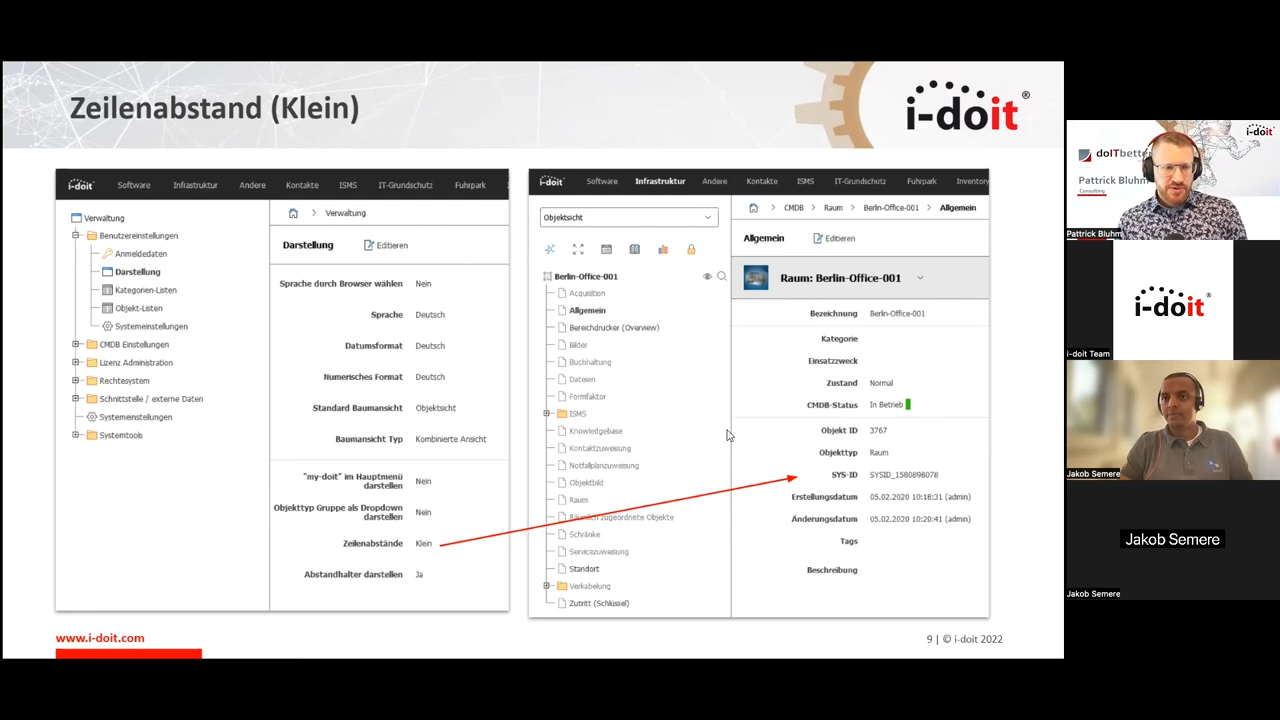 Zeilenabstand (Klein)
i-doit®
i-doit
Software
Infrastruktur
Andere
Kontakte
ISMS
IT-Grundschutz
Fuhrpark
Verwaltung
Benutzereinstellungen
Anmeldedaten
Darstellung
Kategorien-Listen
Objekt-Listen
Systemeinstellungen
CMDB Einstellungen
Lizenz Administration
Rechtesystem
Schnittstelle / externe Daten
Systemeinstellungen
Systemtools
Verwaltung
Darstellung
Editieren
Sprache durch Browser wählen Nein
Sprache Deutsch
Datumsformat Deutsch
Numerisches Format Deutsch
Standard Baumansicht Objektsicht
Baumansicht Typ Kombinierte Ansicht
"my-doit" im Hauptmenü
darstellen Nein
Objekttyp Gruppe als Dropdown
darstellen Nein
Zeilenabstände Klein
Abstandhalter darstellen Ja
i-doit
Software
Infrastruktur
Andere
Kontakte
ISMS
IT-Grundschutz
Fuhrpark
Inventory
Objektsicht
Berlin-Office-001
Acquisition
Allgemein
Bereichdrucker (Overview)
Bilder
Buchhaltung
Dateien
Formfaktor
ISMS
Knowledgebase
Kontaktzuweisung
Notfallplanzuweisung
Objektbild
Raum
Räumlich zugeordnete Objekte
Schränke
Servicezuweisung
Standort
Verkabelung
Zutritt (Schlüssel)
CMDB
Raum
Berlin-Office-001
Allgemein
Allgemein
Editieren
Raum: Berlin-Office-001
Bezeichnung Berlin-Office-001
Kategorie
Einsatzzweck
Zustand Normal
CMDB-Status In Betrieb
Objekt ID 3767
Objekttyp Raum
SYS-ID SYSID_1580898078
Erstellungsdatum 05.02.2020 10:18:31 (admin)
Änderungsdatum 05.02.2020 10:20:41 (admin)
Tags
Beschreibung
www.i-doit.com
9 | © i-doit 2022
i-doit
doITbetter
Pattrick Bluhm
Consulting
Pattrick Bluhm
i-doit®
i-doit Team
Jakob Semere
Jakob Semere
Jakob Semere